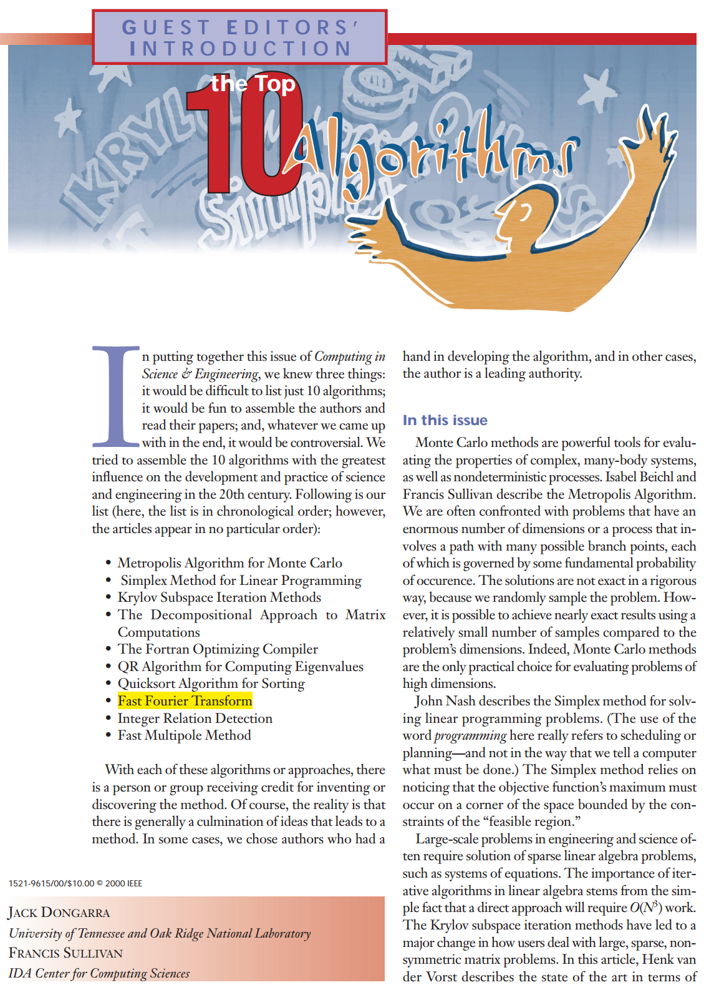 GUEST EDITORS'
INTRODUCTION
the Top
10
Algorithms
Simplex
In putting together this issue of Computing in
Science & Engineering, we knew three things:
it would be difficult to list just 10 algorithms;
it would be fun to assemble the authors and
read their papers; and, whatever we came up
with in the end, it would be controversial. We
tried to assemble the 10 algorithms with the greatest
influence on the development and practice of science
and engineering in the 20th century. Following is our
list (here, the list is in chronological order; however,
the articles appear in no particular order):
• Metropolis Algorithm for Monte Carlo
• Simplex Method for Linear Programming
• Krylov Subspace Iteration Methods
• The Decompositional Approach to Matrix
Computations
• The Fortran Optimizing Compiler
• QR Algorithm for Computing Eigenvalues
• Quicksort Algorithm for Sorting
• Fast Fourier Transform
• Integer Relation Detection
• Fast Multipole Method
With each of these algorithms or approaches, there
is a person or group receiving credit for inventing or
discovering the method. Of course, the reality is that
there is generally a culmination of ideas that leads to a
method. In some cases, we chose authors who had a
hand in developing the algorithm, and in other cases,
the author is a leading authority.
In this issue
Monte Carlo methods are powerful tools for evalu-
ating the properties of complex, many-body systems,
as well as nondeterministic processes. Isabel Beichl and
Francis Sullivan describe the Metropolis Algorithm.
We are often confronted with problems that have an
enormous number of dimensions or a process that in-
volves a path with many possible branch points, each
of which is governed by some fundamental probability
of occurence. The solutions are not exact in a rigorous
way, because we randomly sample the problem. How-
ever, it is possible to achieve nearly exact results using a
relatively small number of samples compared to the
problem's dimensions. Indeed, Monte Carlo methods
are the only practical choice for evaluating problems of
high dimensions.
John Nash describes the Simplex method for solv-
ing linear programming problems. (The use of the
word programming here really refers to scheduling or
planning—and not in the way that we tell a computer
what must be done.) The Simplex method relies on
noticing that the objective function's maximum must
occur on a corner of the space bounded by the con-
straints of the “feasible region.”
Large-scale problems in engineering and science of-
ten require solution of sparse linear algebra problems,
such as systems of equations. The importance of iter-
ative algorithms in linear algebra stems from the sim-
ple fact that a direct approach will require O(N³) work.
The Krylov subspace iteration methods have led to a
major change in how users deal with large, sparse, non-
symmetric matrix problems. In this article, Henk van
der Vorst describes the state of the art in terms of
1521-9615/00/$10.00 © 2000 IEEE
JACK DONGARRA
University of Tennessee and Oak Ridge National Laboratory
FRANCIS SULLIVAN
IDA Center for Computing Sciences